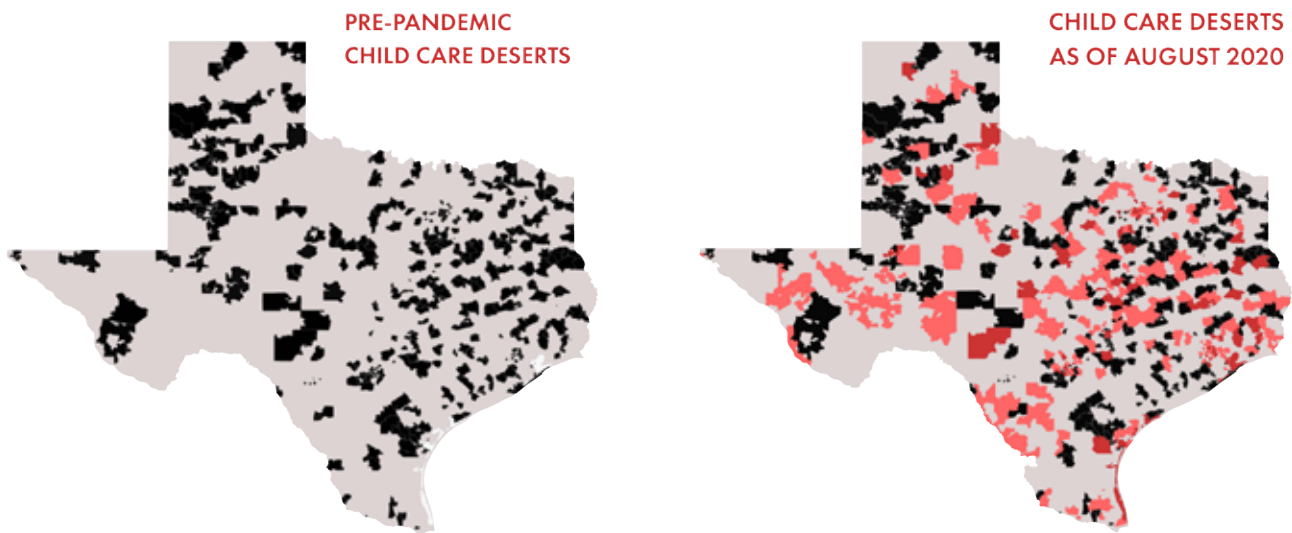 PRE-PANDEMIC
CHILD CARE DESERTS
CHILD CARE DESERTS
AS OF AUGUST 2020